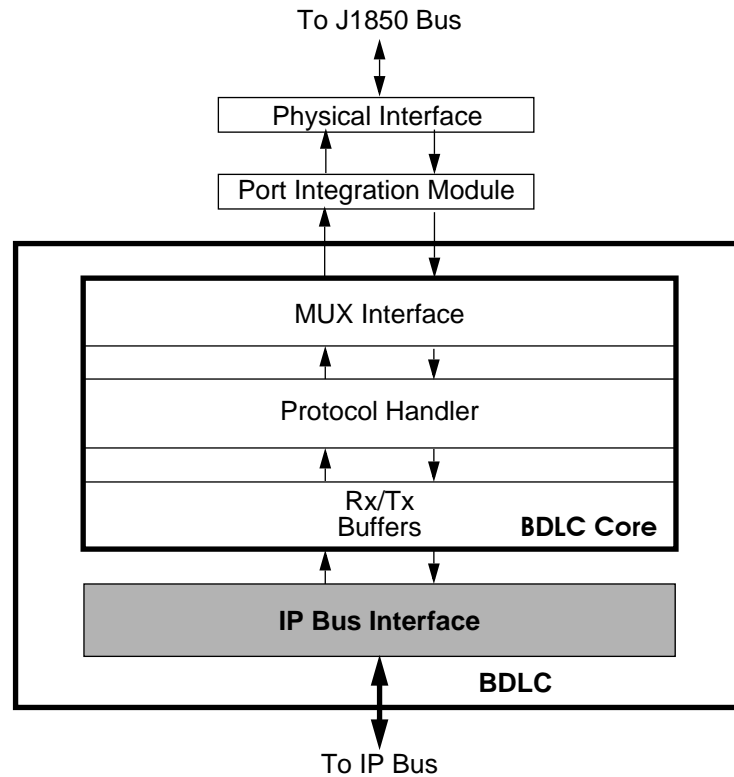 To J1850 Bus
Physical Interface
Port Integration Module
MUX Interface
Protocol Handler
Rx/Tx
Buffers
BDLC Core
IP Bus Interface
BDLC
To IP Bus